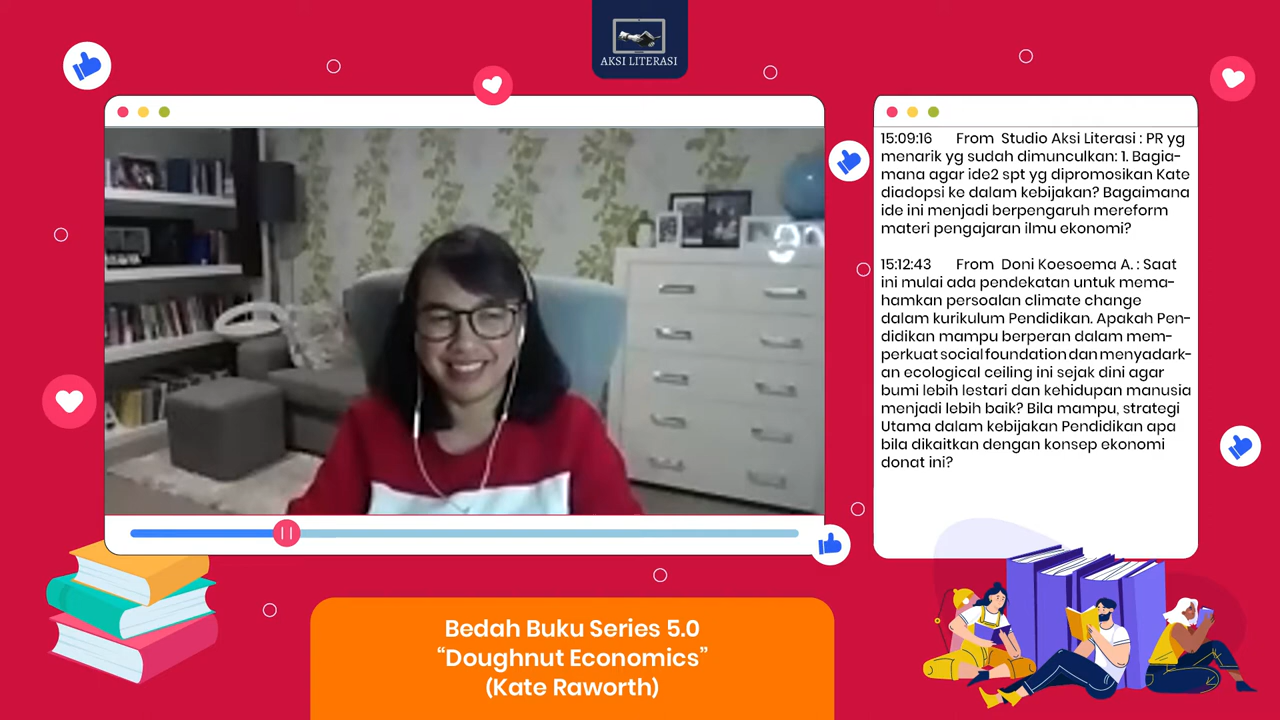 AKSI LITERASI
15:09:16 From Studio Aksi Literasi : PR yg
menarik yg sudah dimunculkan: 1. Bagia-
mana agar ide2 spt yg dipromosikan Kate
diadopsi ke dalam kebijakan? Bagaimana
ide ini menjadi berpengaruh mereform
materi pengajaran ilmu ekonomi?
15:12:43 From Doni Koesoema A. : Saat
ini mulai ada pendekatan untuk mema-
hamkan persoalan climate change
dalam kurikulum Pendidikan. Apakah Pen-
didikan mampu berperan dalam mem-
perkuat social foundation dan menyadark-
an ecological ceiling ini sejak dini agar
bumi lebih lestari dan kehidupan manusia
menjadi lebih baik? Bila mampu, strategi
Utama dalam kebijakan Pendidikan apa
bila dikaitkan dengan konsep ekonomi
donat ini?
Bedah Buku Series 5.0
“Doughnut Economics”
(Kate Raworth)